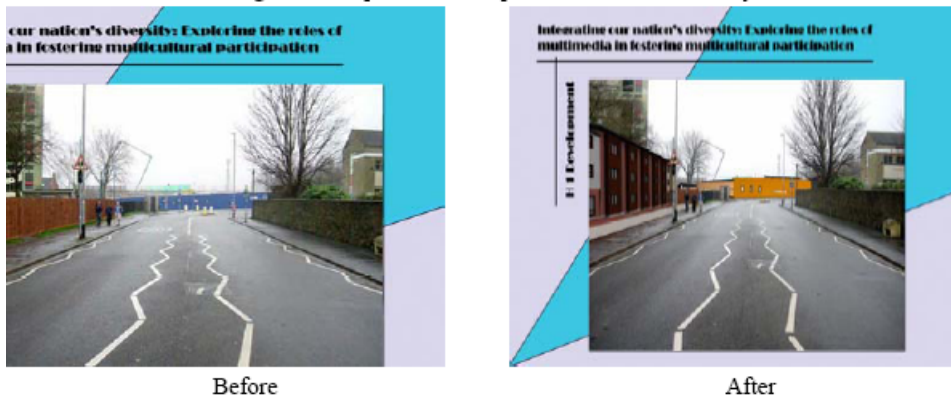 our nation's diversity: Exploring the roles of
a in fostering multicultural participation
Integrating our nation's diversity: Exploring the roles of
multimedia in fostering multicultural participation
Development
Before
After